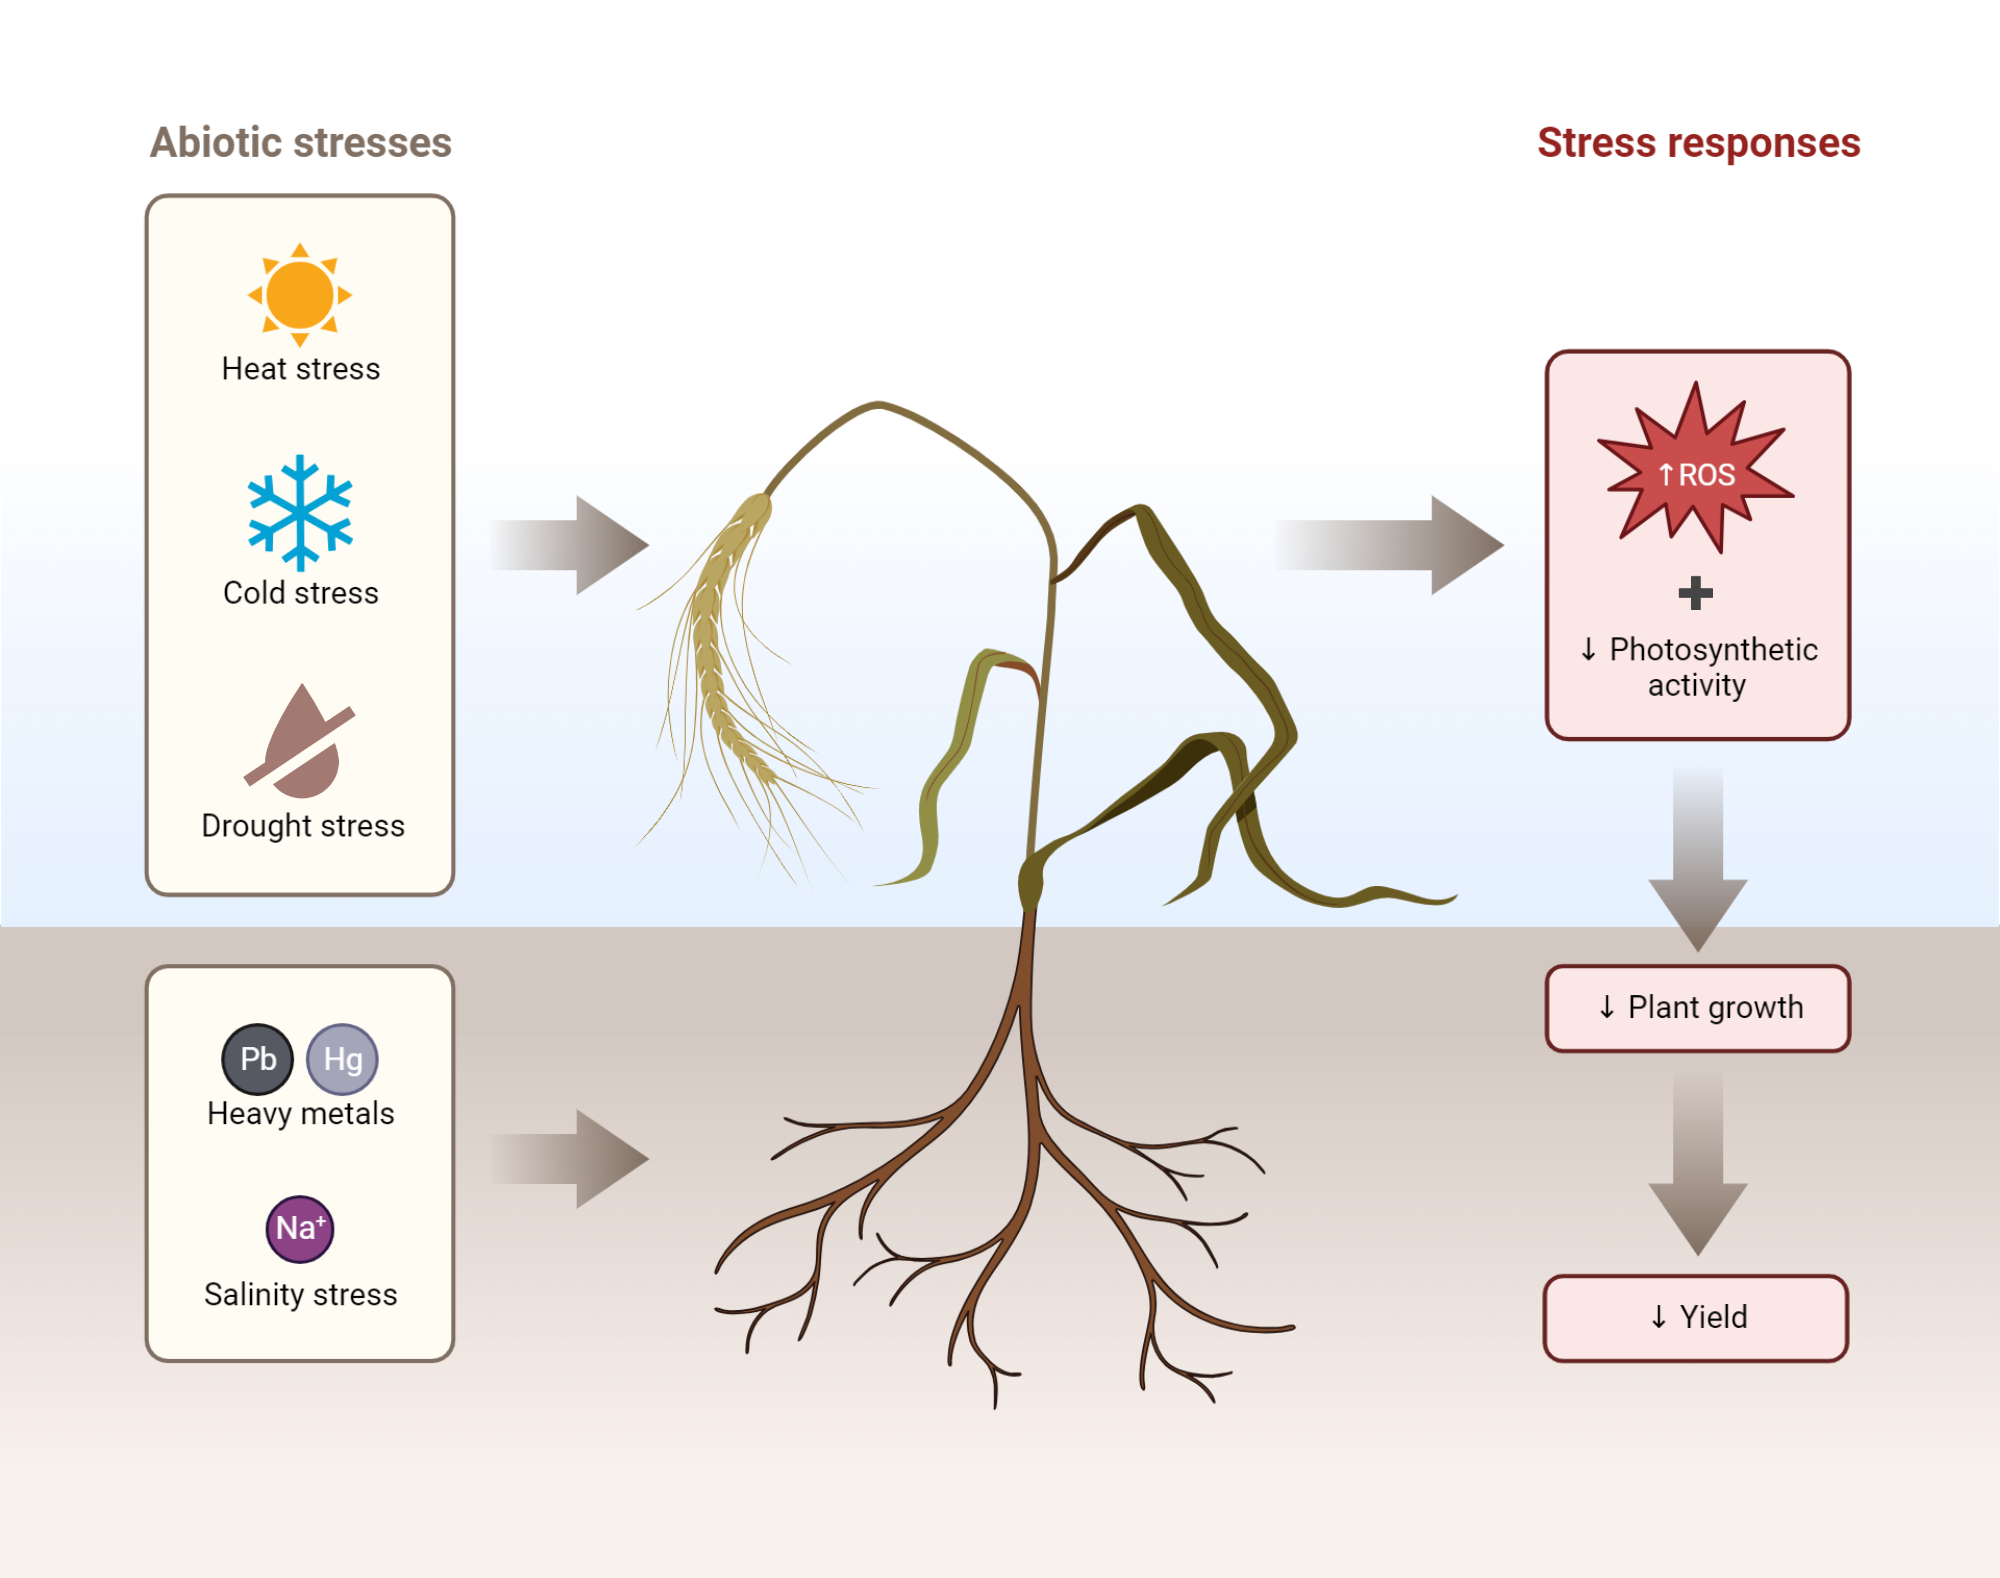 Abiotic stresses
Heat stress
Cold stress
Drought stress
Pb Hg
Heavy metals
Na⁺
Salinity stress
Stress responses
↑ROS
+
↓ Photosynthetic
activity
↓ Plant growth
↓ Yield